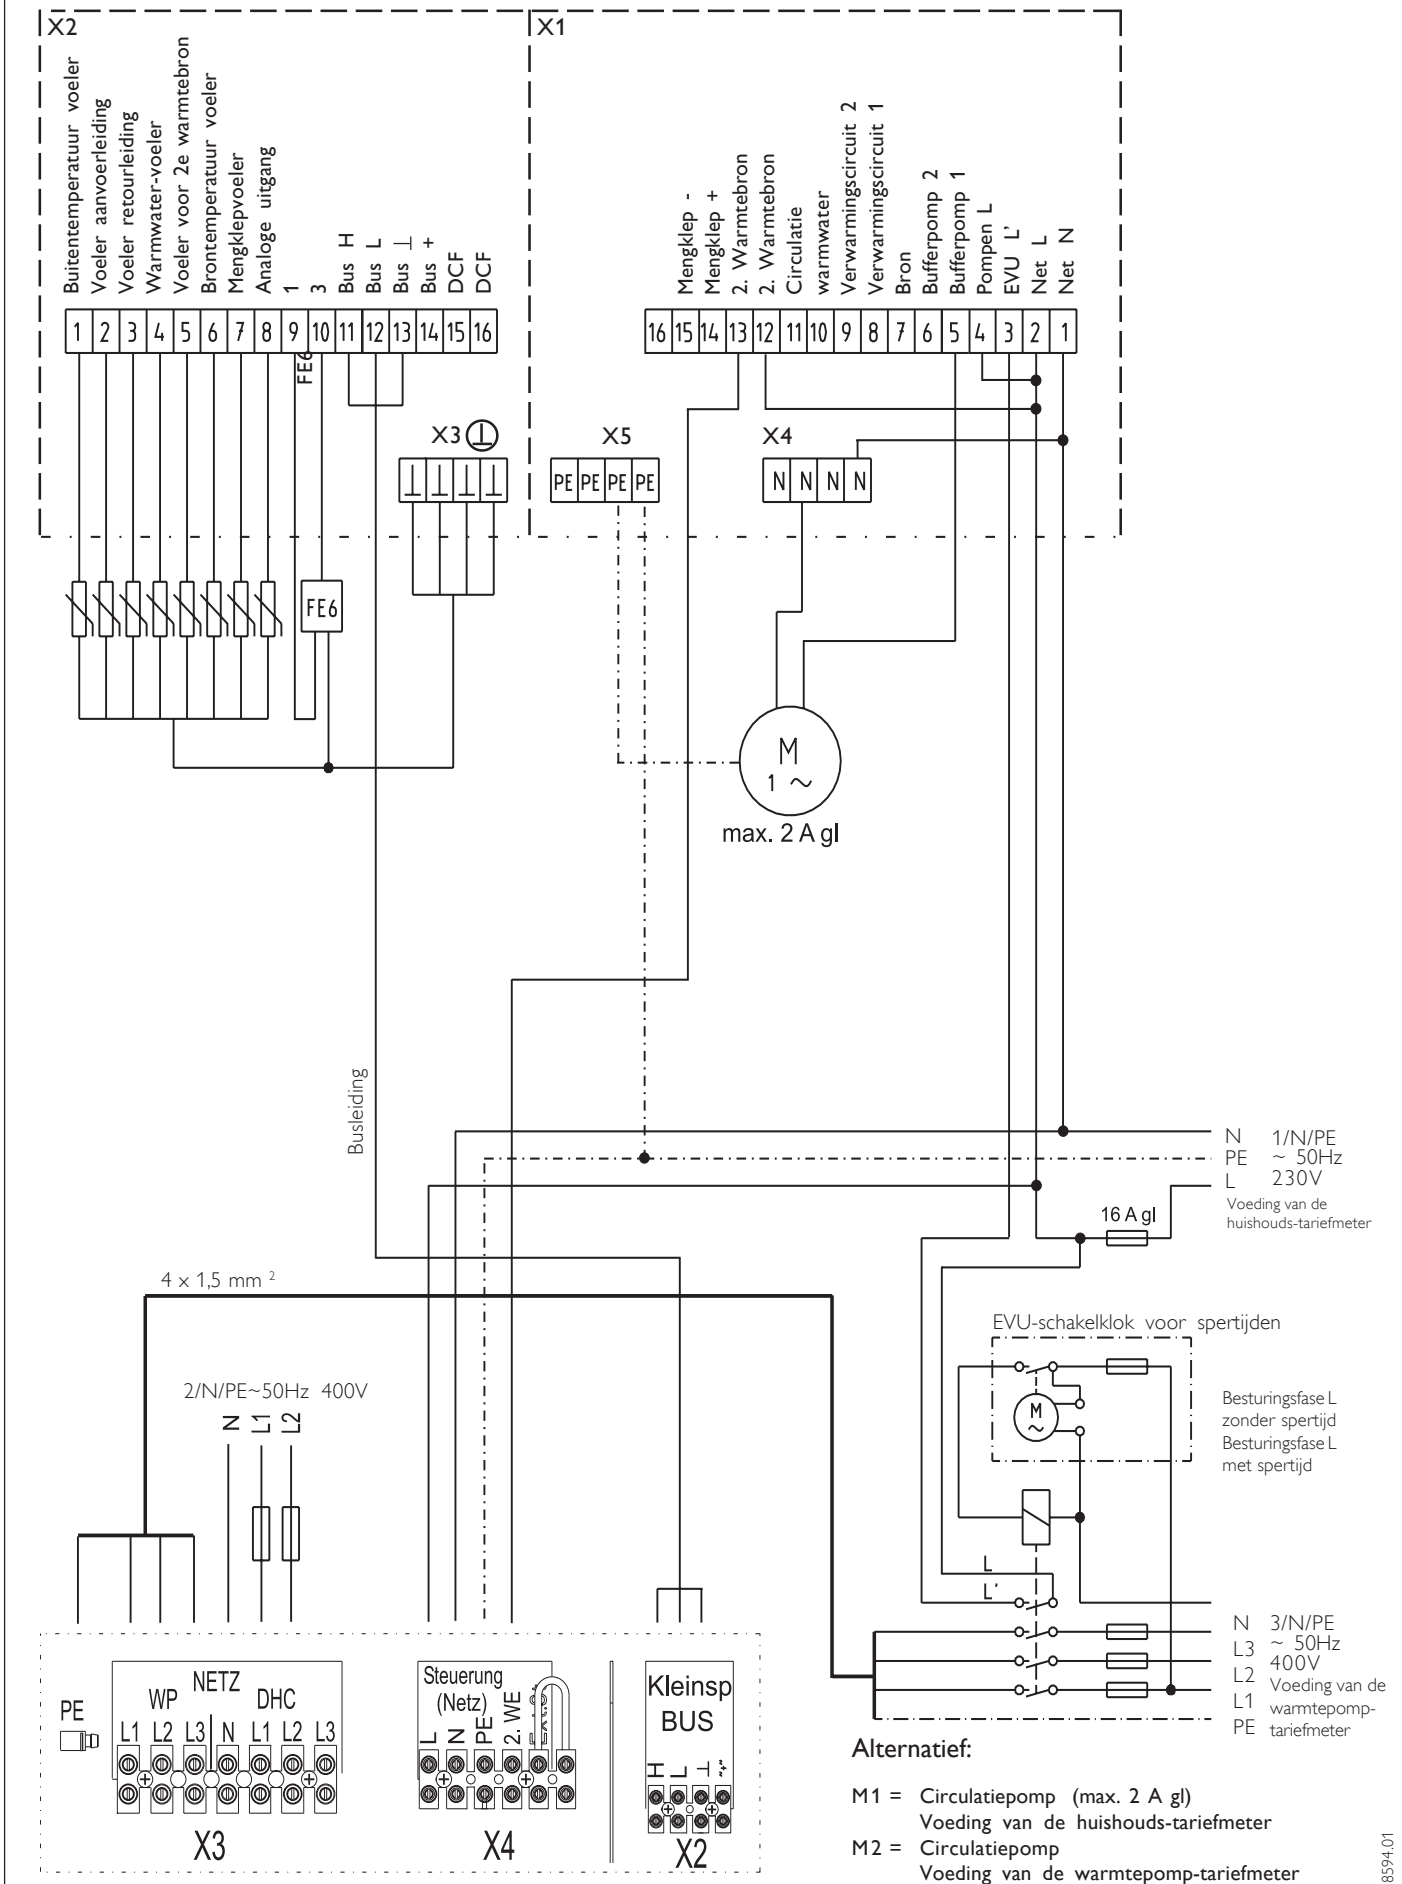 X2
X1
Buitentemperatuur voeler
Voeler aanvoerleiding
Voeler retourleiding
Warmwater-voeler
Voeler voor 2e warmtebron
Brontemperatuur voeler
Mengklepvoeler
Analoge uitgang
1
3
Bus H
Bus L
Bus ⊥
Bus +
DCF
DCF
Mengklep -
Mengklep +
2. Warmtebron
2. Warmtebron
Circulatie
warmwater
Verwarmingscircuit 2
Verwarmingscircuit 1
Bron
Bufferpomp 2
Bufferpomp 1
Pompen L
EVU L'
Net L
Net N
1 2 3 4 5 6 7 8 9 10 11 12 13 14 15 16
16 15 14 13 12 11 10 9 8 7 6 5 4 3 2 1
FE6
X3 ⊥
X5
X4
⊥ ⊥ ⊥ ⊥
PE PE PE PE
N N N N
FE6
M
1 ~
max. 2 A gl
Busleiding
N 1/N/PE
PE ~ 50Hz
L 230V
Voeding van de
huishouds-tariefmeter
16 A gl
4 x 1,5 mm 2
EVU-schakelklok voor spertijden
2/N/PE~50Hz 400V
N L1 L2
M
~
Besturingsfase L
zonder spertijd
Besturingsfase L
met spertijd
L
L'
N 3/N/PE
L3 ~ 50Hz
L2 400V
L1 Voeding van de
warmtepomp-
PE tariefmeter
PE
NETZ
WP DHC
L1 L2 L3 N L1 L2 L3
X3
Steuerung
(Netz)
L N PE 2. WE
X4
Kleinsp
BUS
H L ⊥ "+"
X2
Alternatief:
M1 = Circulatiepomp (max. 2 A gl)
Voeding van de huishouds-tariefmeter
M2 = Circulatiepomp
Voeding van de warmtepomp-tariefmeter
8594.01